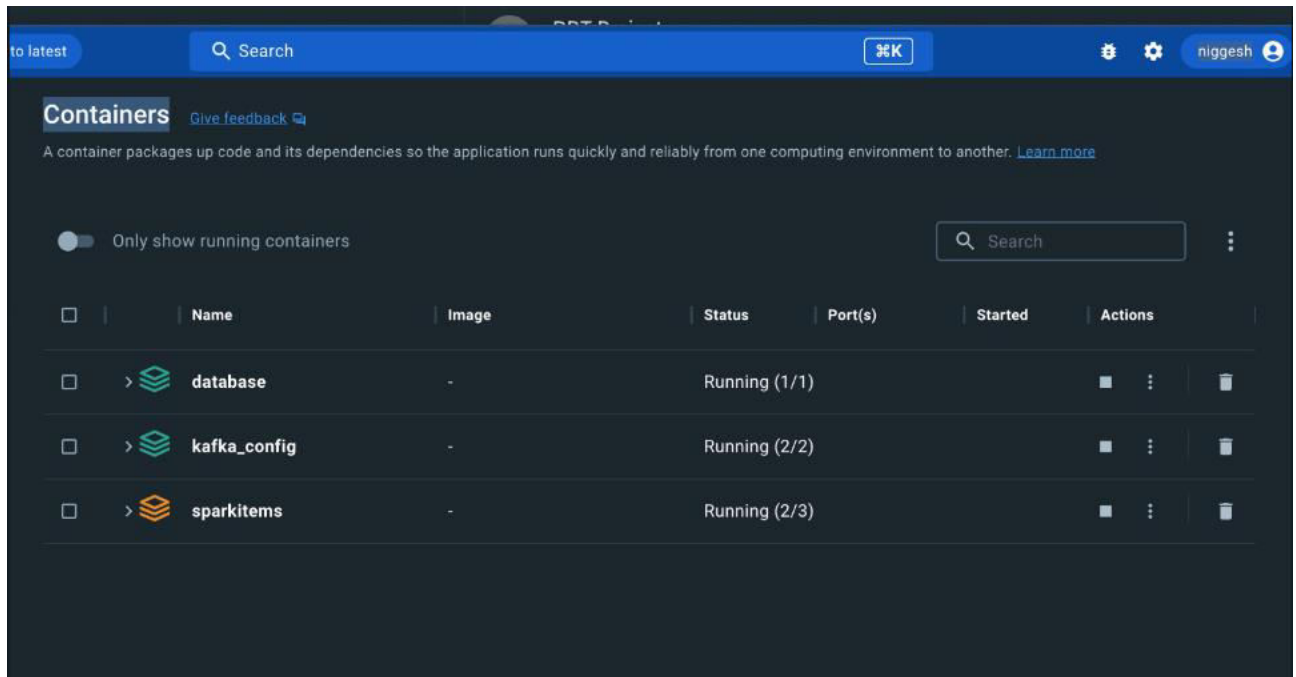 to latest
Search
⌘K
niggesh
Containers
Give feedback
A container packages up code and its dependencies so the application runs quickly and reliably from one computing environment to another. Learn more
Only show running containers
Search
Name Image Status Port(s) Started Actions
database - Running (1/1)
kafka_config - Running (2/2)
sparkitems - Running (2/3)